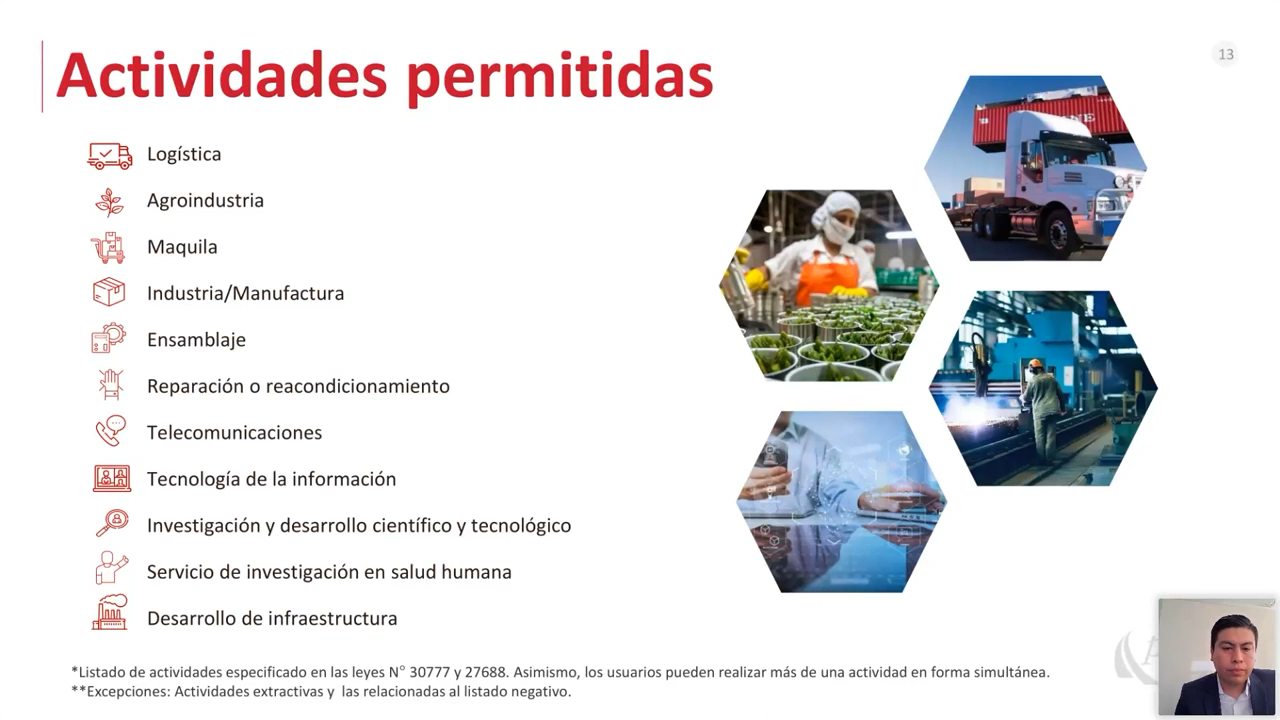 Actividades permitidas
13
Logística
Agroindustria
Maquila
Industria/Manufactura
Ensamblaje
Reparación o reacondicionamiento
Telecomunicaciones
Tecnología de la información
Investigación y desarrollo científico y tecnológico
Servicio de investigación en salud humana
Desarrollo de infraestructura
*Listado de actividades especificado en las leyes N° 30777 y 27688. Asimismo, los usuarios pueden realizar más de una actividad en forma simultánea.
**Excepciones: Actividades extractivas y las relacionadas al listado negativo.